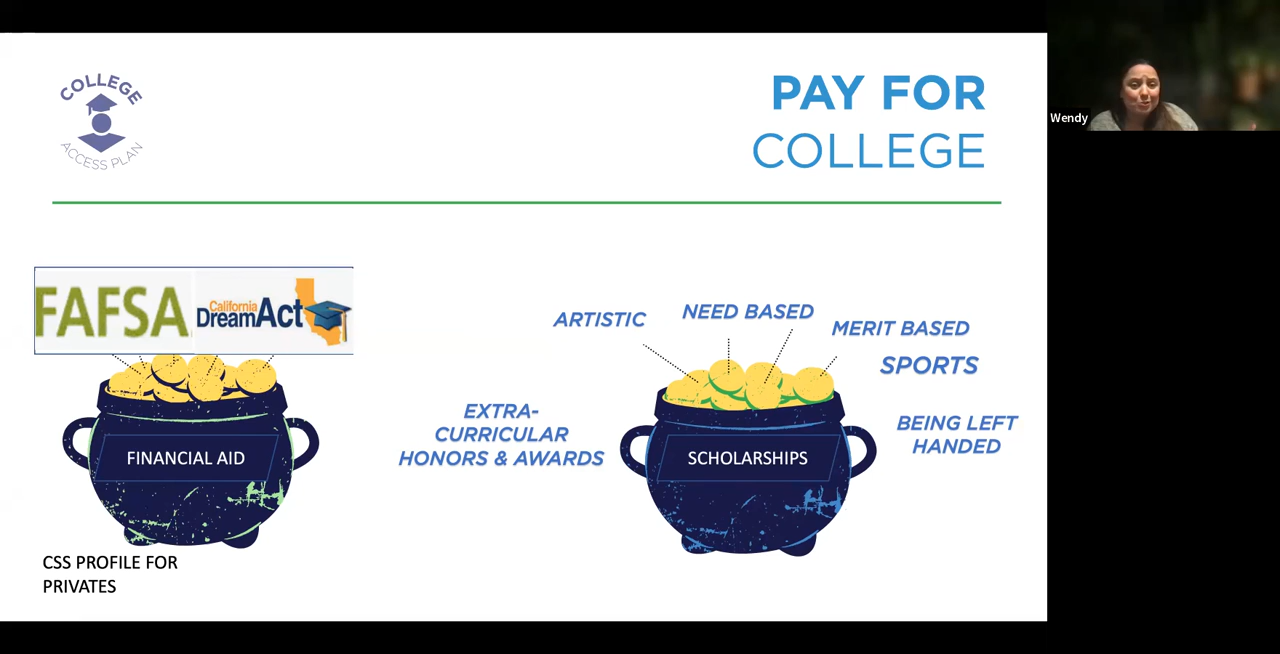 COLLEGE
ACCESS PLAN
PAY FOR
COLLEGE
Wendy
FAFSA
California
DreamAct
FINANCIAL AID
CSS PROFILE FOR
PRIVATES
ARTISTIC
NEED BASED
MERIT BASED
SPORTS
BEING LEFT
HANDED
EXTRA-
CURRICULAR
HONORS & AWARDS
SCHOLARSHIPS